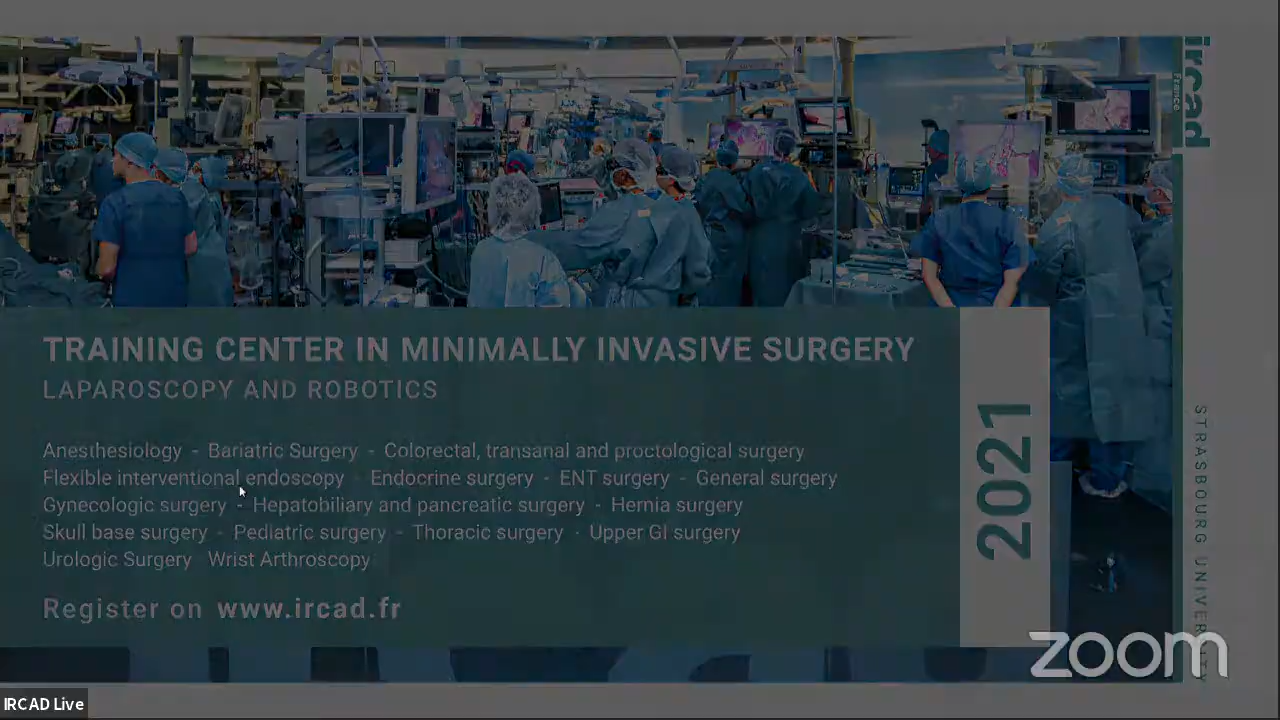 ircad
France
TRAINING CENTER IN MINIMALLY INVASIVE SURGERY
LAPAROSCOPY AND ROBOTICS
Anesthesiology - Bariatric Surgery - Colorectal, transanal and proctological surgery
Flexible interventional endoscopy - Endocrine surgery - ENT surgery - General surgery
Gynecologic surgery - Hepatobiliary and pancreatic surgery - Hernia surgery
Skull base surgery - Pediatric surgery - Thoracic surgery - Upper GI surgery
Urologic Surgery Wrist Arthroscopy
Register on www.ircad.fr
2021
STRASBOURG UNIVERSITY
zoom
IRCAD Live